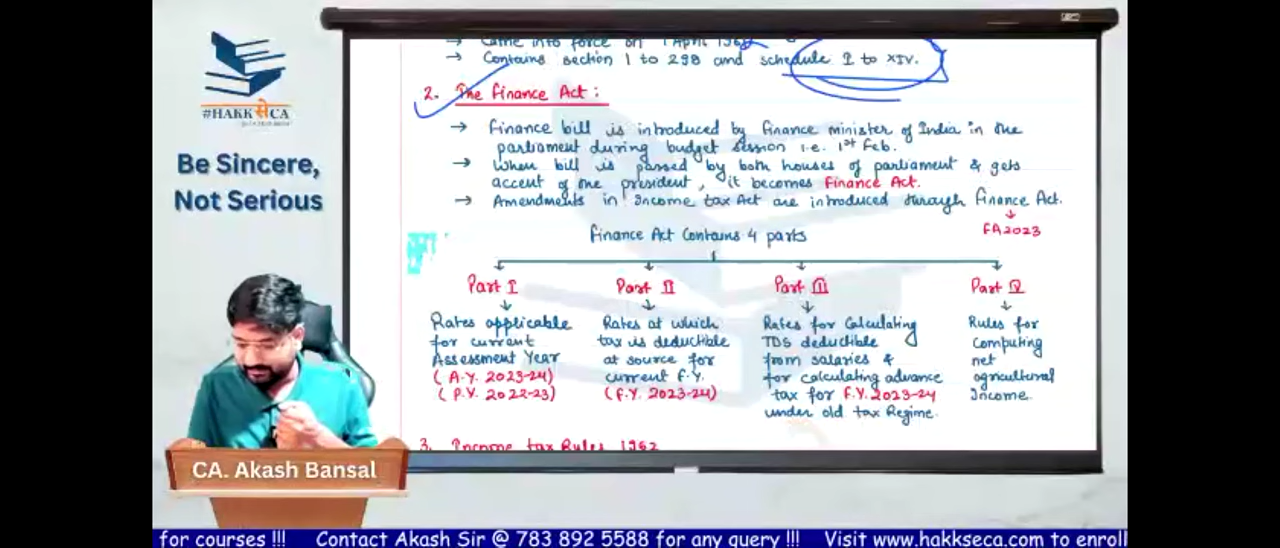 → Came into force on 1 April 1962
→ Contains section 1 to 298 and schedule I to XIV.
2. The Finance Act :
→ Finance bill is introduced by finance minister of India in the
parliament during budget session i.e. 1st Feb.
→ When bill is passed by both houses of parliament & gets
accent of the president, it becomes Finance Act.
→ Amendments in Income tax Act are introduced through Finance Act.
FA2023
Finance Act Contains 4 parts
Part I
Rates applicable
for current
Assessment Year
( A.Y. 2023-24)
( P.Y. 2022-23)
Part II
Rates at which
tax is deductible
at source for
current F.Y.
(F.Y. 2023-24)
Part III
Rates for Calculating
TDS deductible
from salaries &
for calculating advance
tax for F.Y. 2023-24
under old tax Regime.
Part IV
Rules for
Computing
net
agricultural
Income.
3. Income tax Rules 1962
#HAKKसेCA
Be Sincere,
Not Serious
CA. Akash Bansal
for courses !!! Contact Akash Sir @ 783 892 5588 for any query !!! Visit www.hakkseca.com to enroll